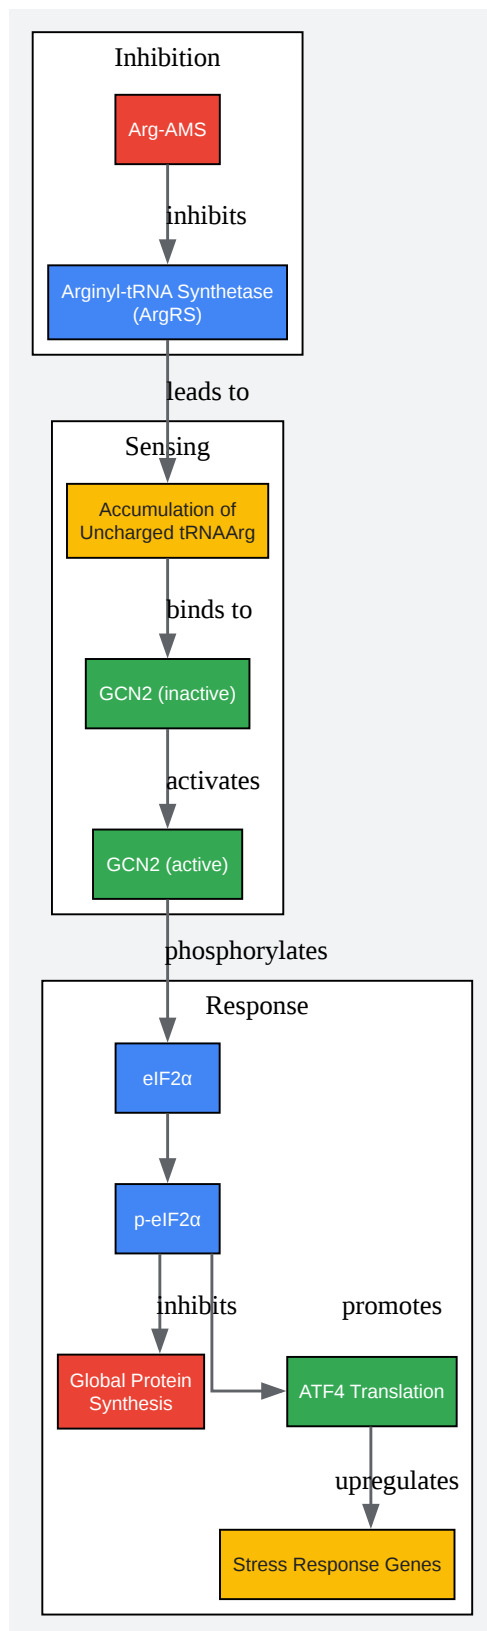 Inhibition
Arg-AMS
inhibits
Arginyl-tRNA Synthetase
(ArgRS)
leads to
Sensing
Accumulation of
Uncharged tRNAArg
binds to
GCN2 (inactive)
activates
GCN2 (active)
phosphorylates
Response
eIF2α
p-eIF2α
inhibits
promotes
Global Protein
Synthesis
ATF4 Translation
upregulates
Stress Response Genes